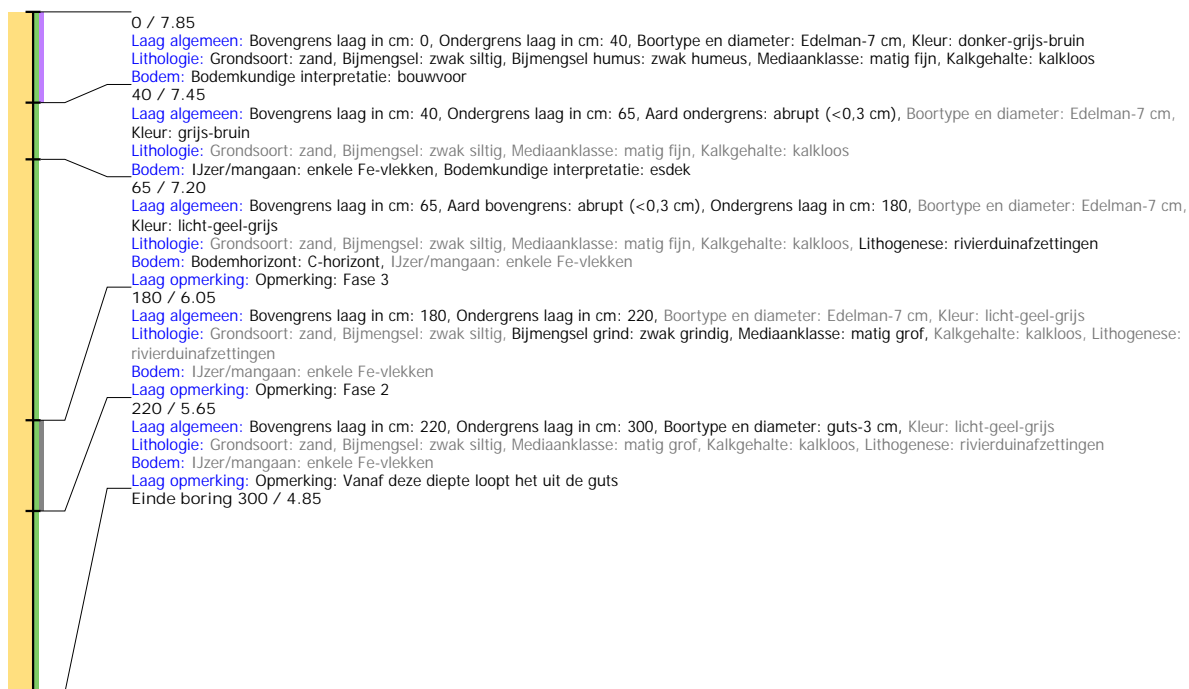 0 / 7.85
Laag algemeen: Bovengrens laag in cm: 0, Ondergrens laag in cm: 40, Boortype en diameter: Edelman-7 cm, Kleur: donker-grijs-bruin
Lithologie: Grondsoort: zand, Bijmengsel: zwak siltig, Bijmengsel humus: zwak humeus, Mediaanklasse: matig fijn, Kalkgehalte: kalkloos
Bodem: Bodemkundige interpretatie: bouwvoor
40 / 7.45
Laag algemeen: Bovengrens laag in cm: 40, Ondergrens laag in cm: 65, Aard ondergrens: abrupt (<0,3 cm), Boortype en diameter: Edelman-7 cm,
Kleur: grijs-bruin
Lithologie: Grondsoort: zand, Bijmengsel: zwak siltig, Mediaanklasse: matig fijn, Kalkgehalte: kalkloos
Bodem: IJzer/mangaan: enkele Fe-vlekken, Bodemkundige interpretatie: esdek
65 / 7.20
Laag algemeen: Bovengrens laag in cm: 65, Aard bovengrens: abrupt (<0,3 cm), Ondergrens laag in cm: 180, Boortype en diameter: Edelman-7 cm,
Kleur: licht-geel-grijs
Lithologie: Grondsoort: zand, Bijmengsel: zwak siltig, Mediaanklasse: matig fijn, Kalkgehalte: kalkloos, Lithogenese: rivierduinafzettingen
Bodem: Bodemhorizont: C-horizont, IJzer/mangaan: enkele Fe-vlekken
Laag opmerking: Opmerking: Fase 3
180 / 6.05
Laag algemeen: Bovengrens laag in cm: 180, Ondergrens laag in cm: 220, Boortype en diameter: Edelman-7 cm, Kleur: licht-geel-grijs
Lithologie: Grondsoort: zand, Bijmengsel: zwak siltig, Bijmengsel grind: zwak grindig, Mediaanklasse: matig grof, Kalkgehalte: kalkloos, Lithogenese:
rivierduinafzettingen
Bodem: IJzer/mangaan: enkele Fe-vlekken
Laag opmerking: Opmerking: Fase 2
220 / 5.65
Laag algemeen: Bovengrens laag in cm: 220, Ondergrens laag in cm: 300, Boortype en diameter: guts-3 cm, Kleur: licht-geel-grijs
Lithologie: Grondsoort: zand, Bijmengsel: zwak siltig, Mediaanklasse: matig grof, Kalkgehalte: kalkloos, Lithogenese: rivierduinafzettingen
Bodem: IJzer/mangaan: enkele Fe-vlekken
Laag opmerking: Opmerking: Vanaf deze diepte loopt het uit de guts
Einde boring 300 / 4.85